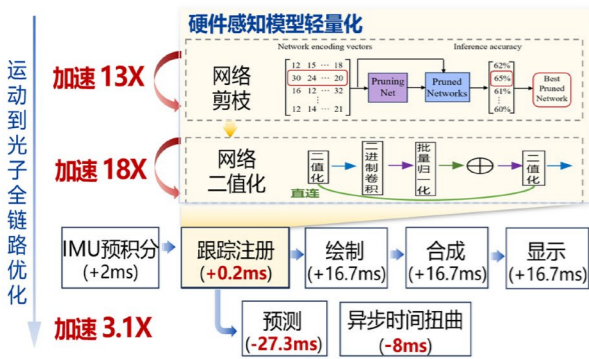 硬件感知模型轻量化
运动到光子全链路优化
加速 13X
网络
剪枝
Network encoding vectors
Inference accuracy
12 15 ⋯ 18
30 24 ⋯ 20
16 12 ⋯ 32
⋮
12 14 ⋯ 21
Pruning
Net
Pruned
Networks
62%
65%
61%
⋮
60%
Best
Pruned
Network
加速 18X
网络
二值化
二值化
二进制卷积
批量归一化
二值化
直连
IMU预积分
(+2ms)
跟踪注册
(+0.2ms)
绘制
(+16.7ms)
合成
(+16.7ms)
显示
(+16.7ms)
加速 3.1X
预测
(-27.3ms)
异步时间扭曲
(-8ms)